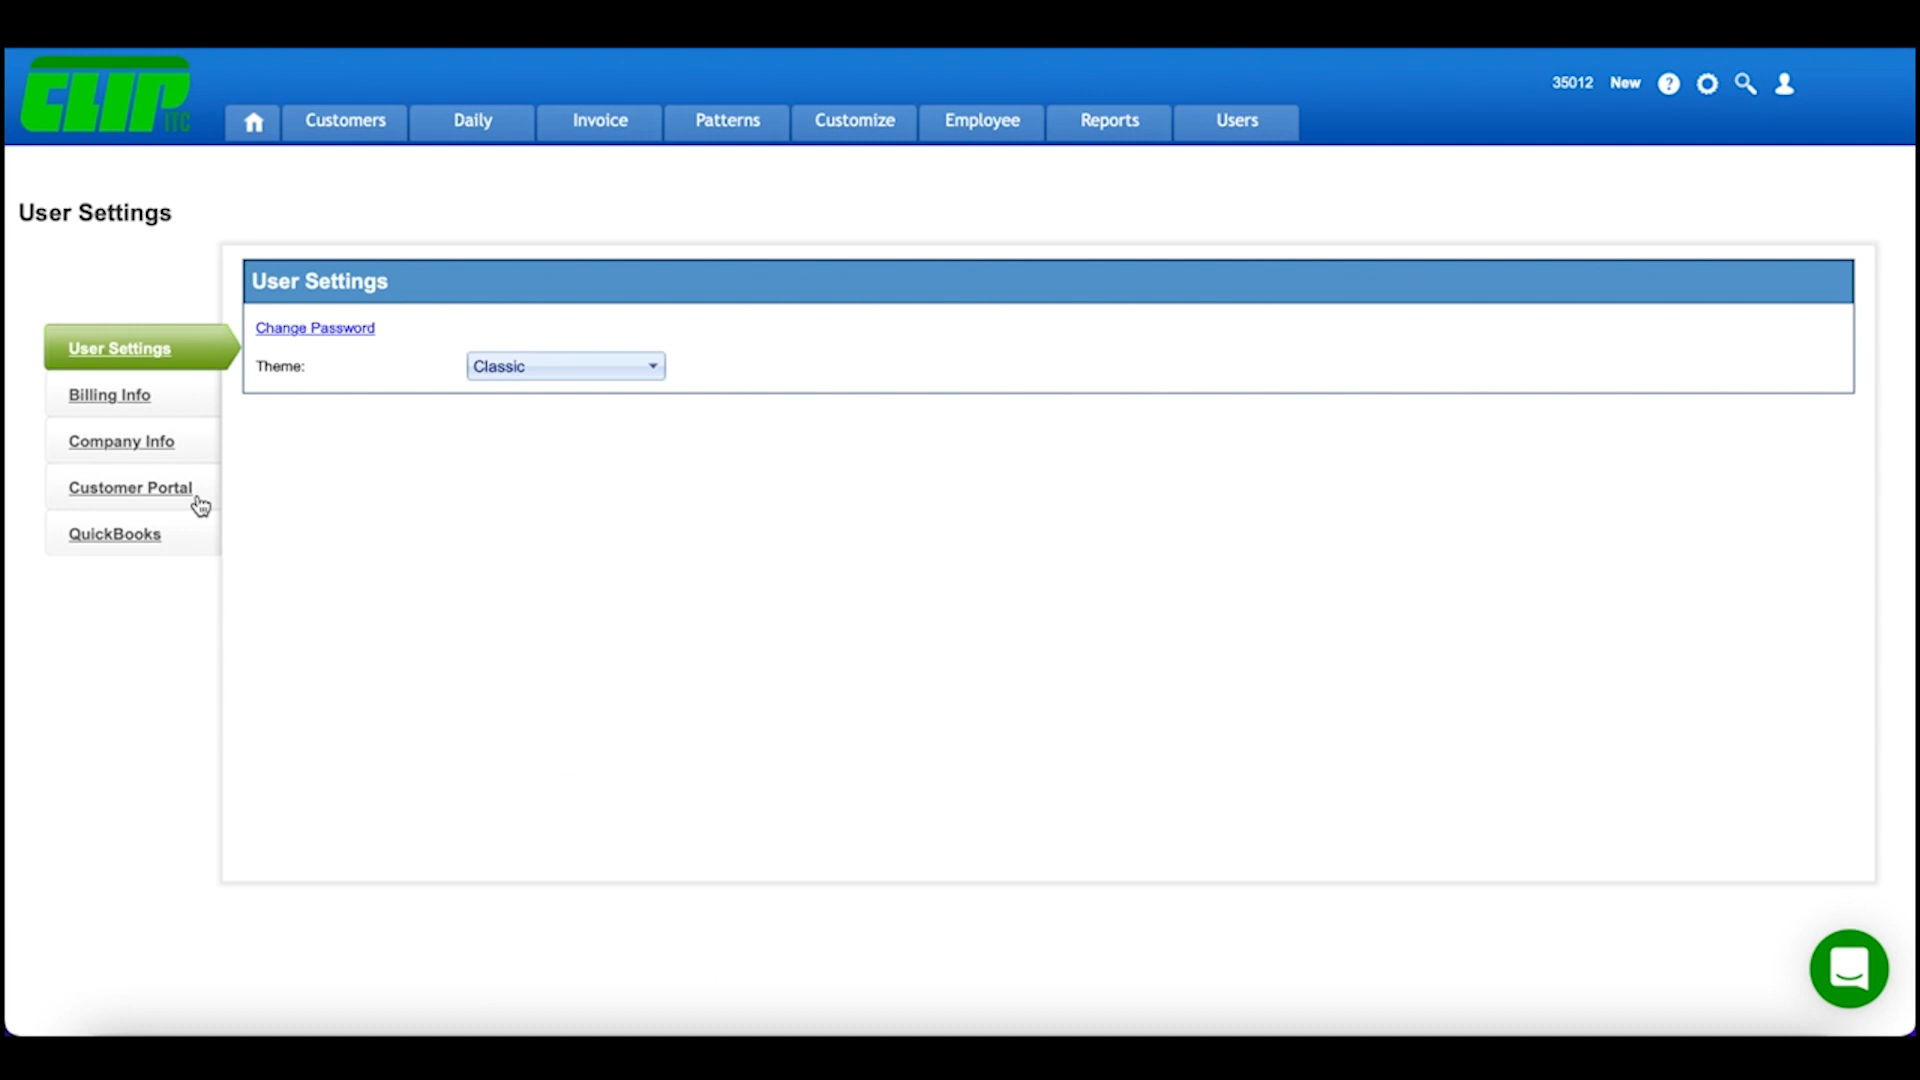 CLIP
ITC
35012 New
Customers Daily Invoice Patterns Customize Employee Reports Users
User Settings
User Settings
Change Password
Theme: Classic
User Settings
Billing Info
Company Info
Customer Portal
QuickBooks